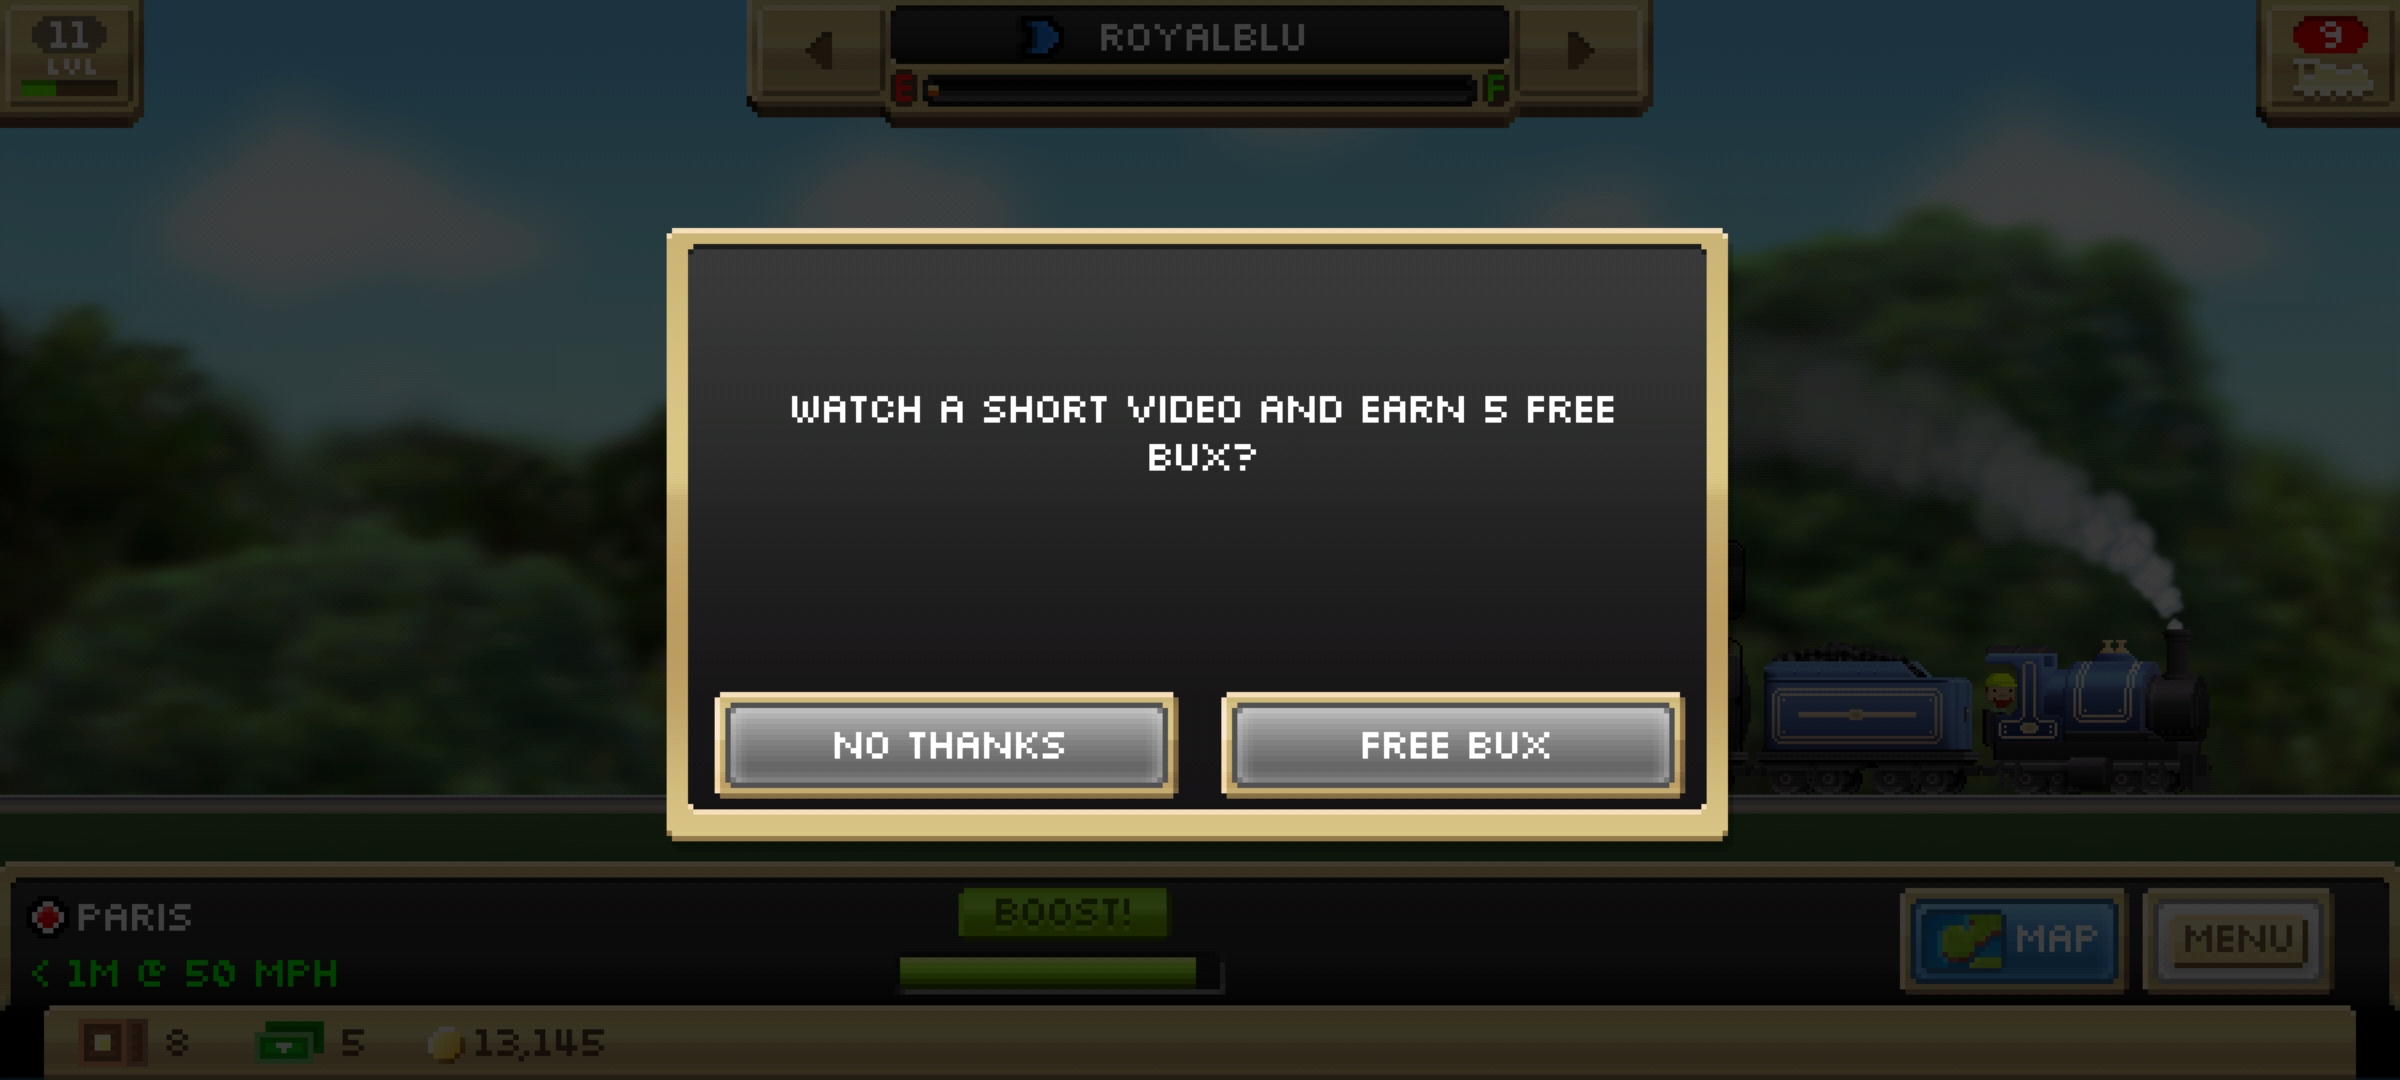 11
LVL
ROYALBLU
E
F
9
WATCH A SHORT VIDEO AND EARN 5 FREE
BUX?
NO THANKS
FREE BUX
PARIS
< 1M @ 50 MPH
BOOST!
MAP
MENU
8
5
13,145